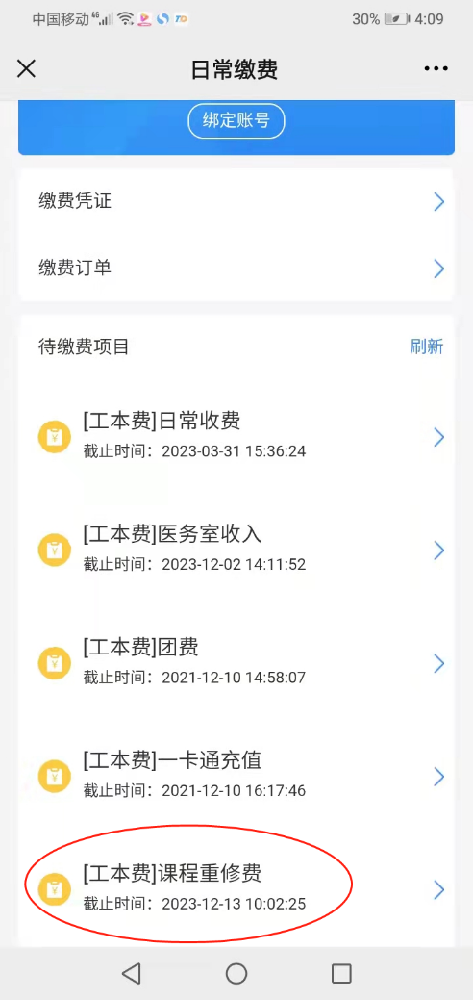 中国移动 4G 30% 4:09
日常缴费
绑定账号
缴费凭证
缴费订单
待缴费项目 刷新
[工本费]日常收费
截止时间：2023-03-31 15:36:24
[工本费]医务室收入
截止时间：2023-12-02 14:11:52
[工本费]团费
截止时间：2021-12-10 14:58:07
[工本费]一卡通充值
截止时间：2021-12-10 16:17:46
[工本费]课程重修费
截止时间：2023-12-13 10:02:25